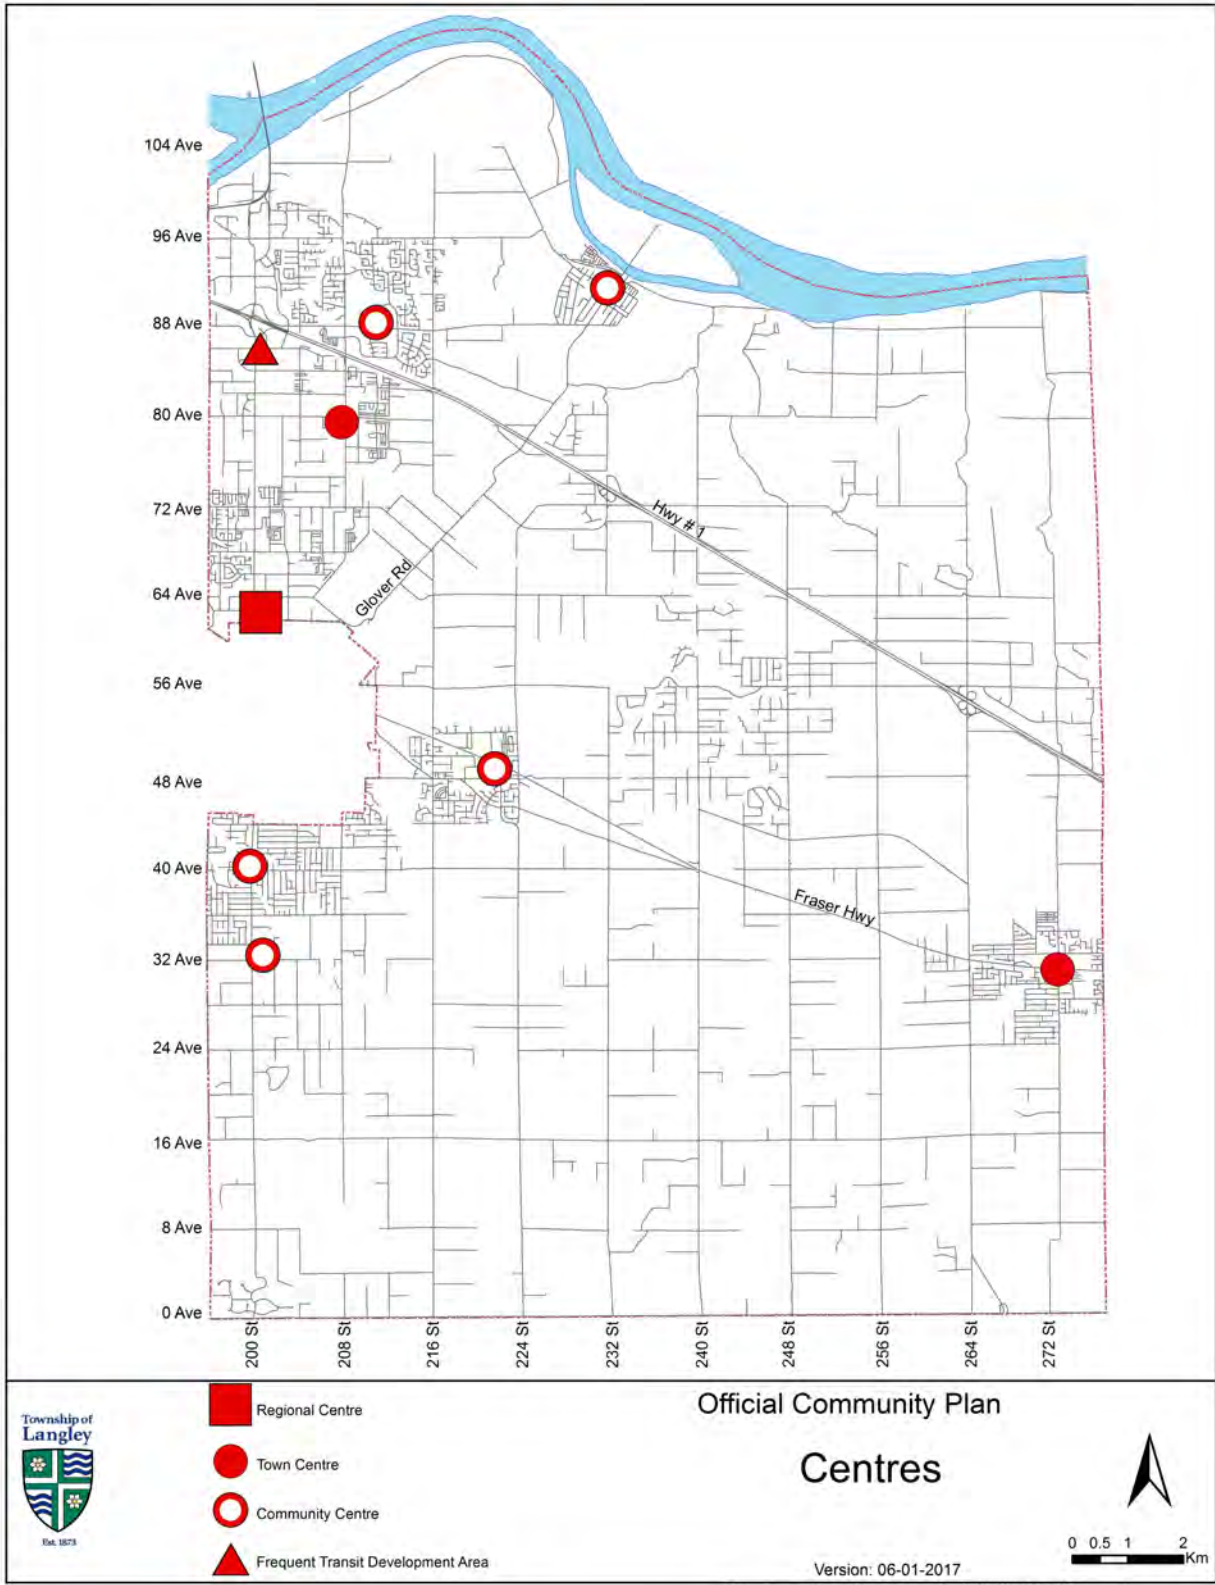 104 Ave
96 Ave
88 Ave
80 Ave
72 Ave
Hwy # 1
64 Ave
Glover Rd
56 Ave
48 Ave
40 Ave
Fraser Hwy
32 Ave
24 Ave
16 Ave
8 Ave
0 Ave
200 St
208 St
216 St
224 St
232 St
240 St
248 St
256 St
264 St
272 St
Township of
Langley
Est. 1873
Regional Centre
Town Centre
Community Centre
Frequent Transit Development Area
Official Community Plan
Centres
Version: 06-01-2017
0 0.5 1 2
Km